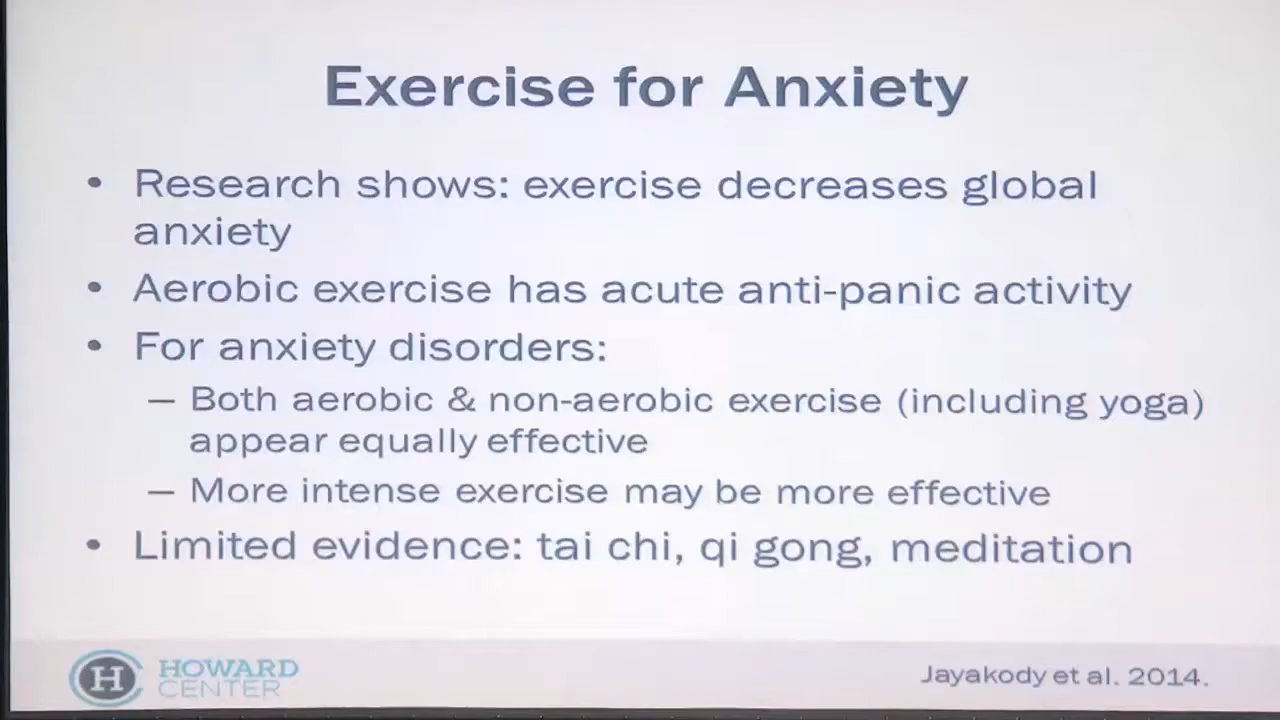 Exercise for Anxiety
• Research shows: exercise decreases global
anxiety
• Aerobic exercise has acute anti-panic activity
• For anxiety disorders:
— Both aerobic & non-aerobic exercise (including yoga)
appear equally effective
— More intense exercise may be more effective
• Limited evidence: tai chi, qi gong, meditation
H HOWARD
CENTER
Jayakody et al. 2014.